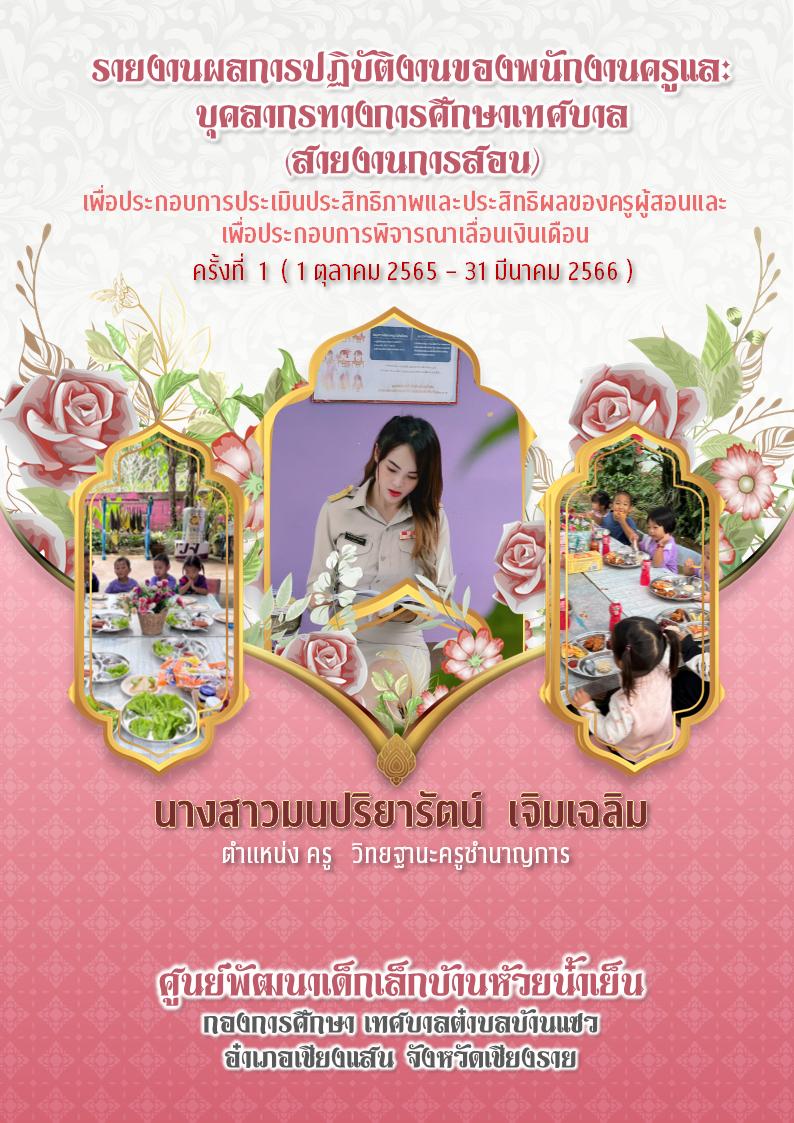 รายงานผลการปฏิบัติงานของพนักงานครูและ
บุคลากรทางการศึกษาเทศบาล
(สายงานการสอน)
เพื่อประกอบการประเมินประสิทธิภาพและประสิทธิผลของครูผู้สอนและ
เพื่อประกอบการพิจารณาเลื่อนเงินเดือน
ครั้งที่ 1 ( 1 ตุลาคม 2565 – 31 มีนาคม 2566 )
นางสาวมนปริยารัตน์ เจิมเฉลิม
ตำแหน่ง ครู วิทยฐานะครูชำนาญการ
ศูนย์พัฒนาเด็กเล็กบ้านห้วยน้ำเย็น
กองการศึกษา เทศบาลตำบลบ้านแซว
อำเภอเชียงแสน จังหวัดเชียงราย